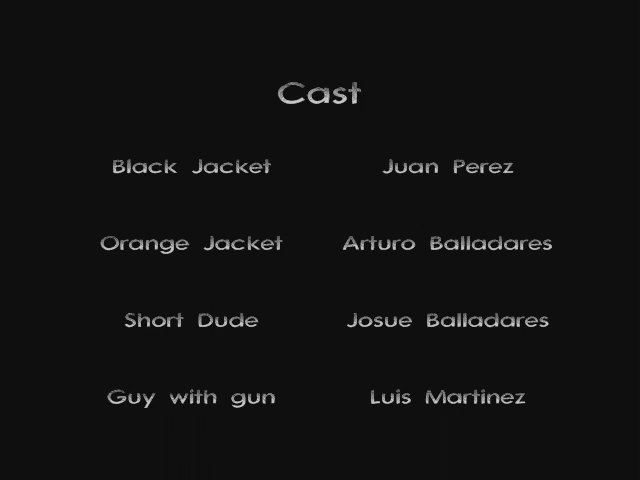 Cast
Black Jacket Juan Perez
Orange Jacket Arturo Balladares
Short Dude Josue Balladares
Guy with gun Luis Martinez